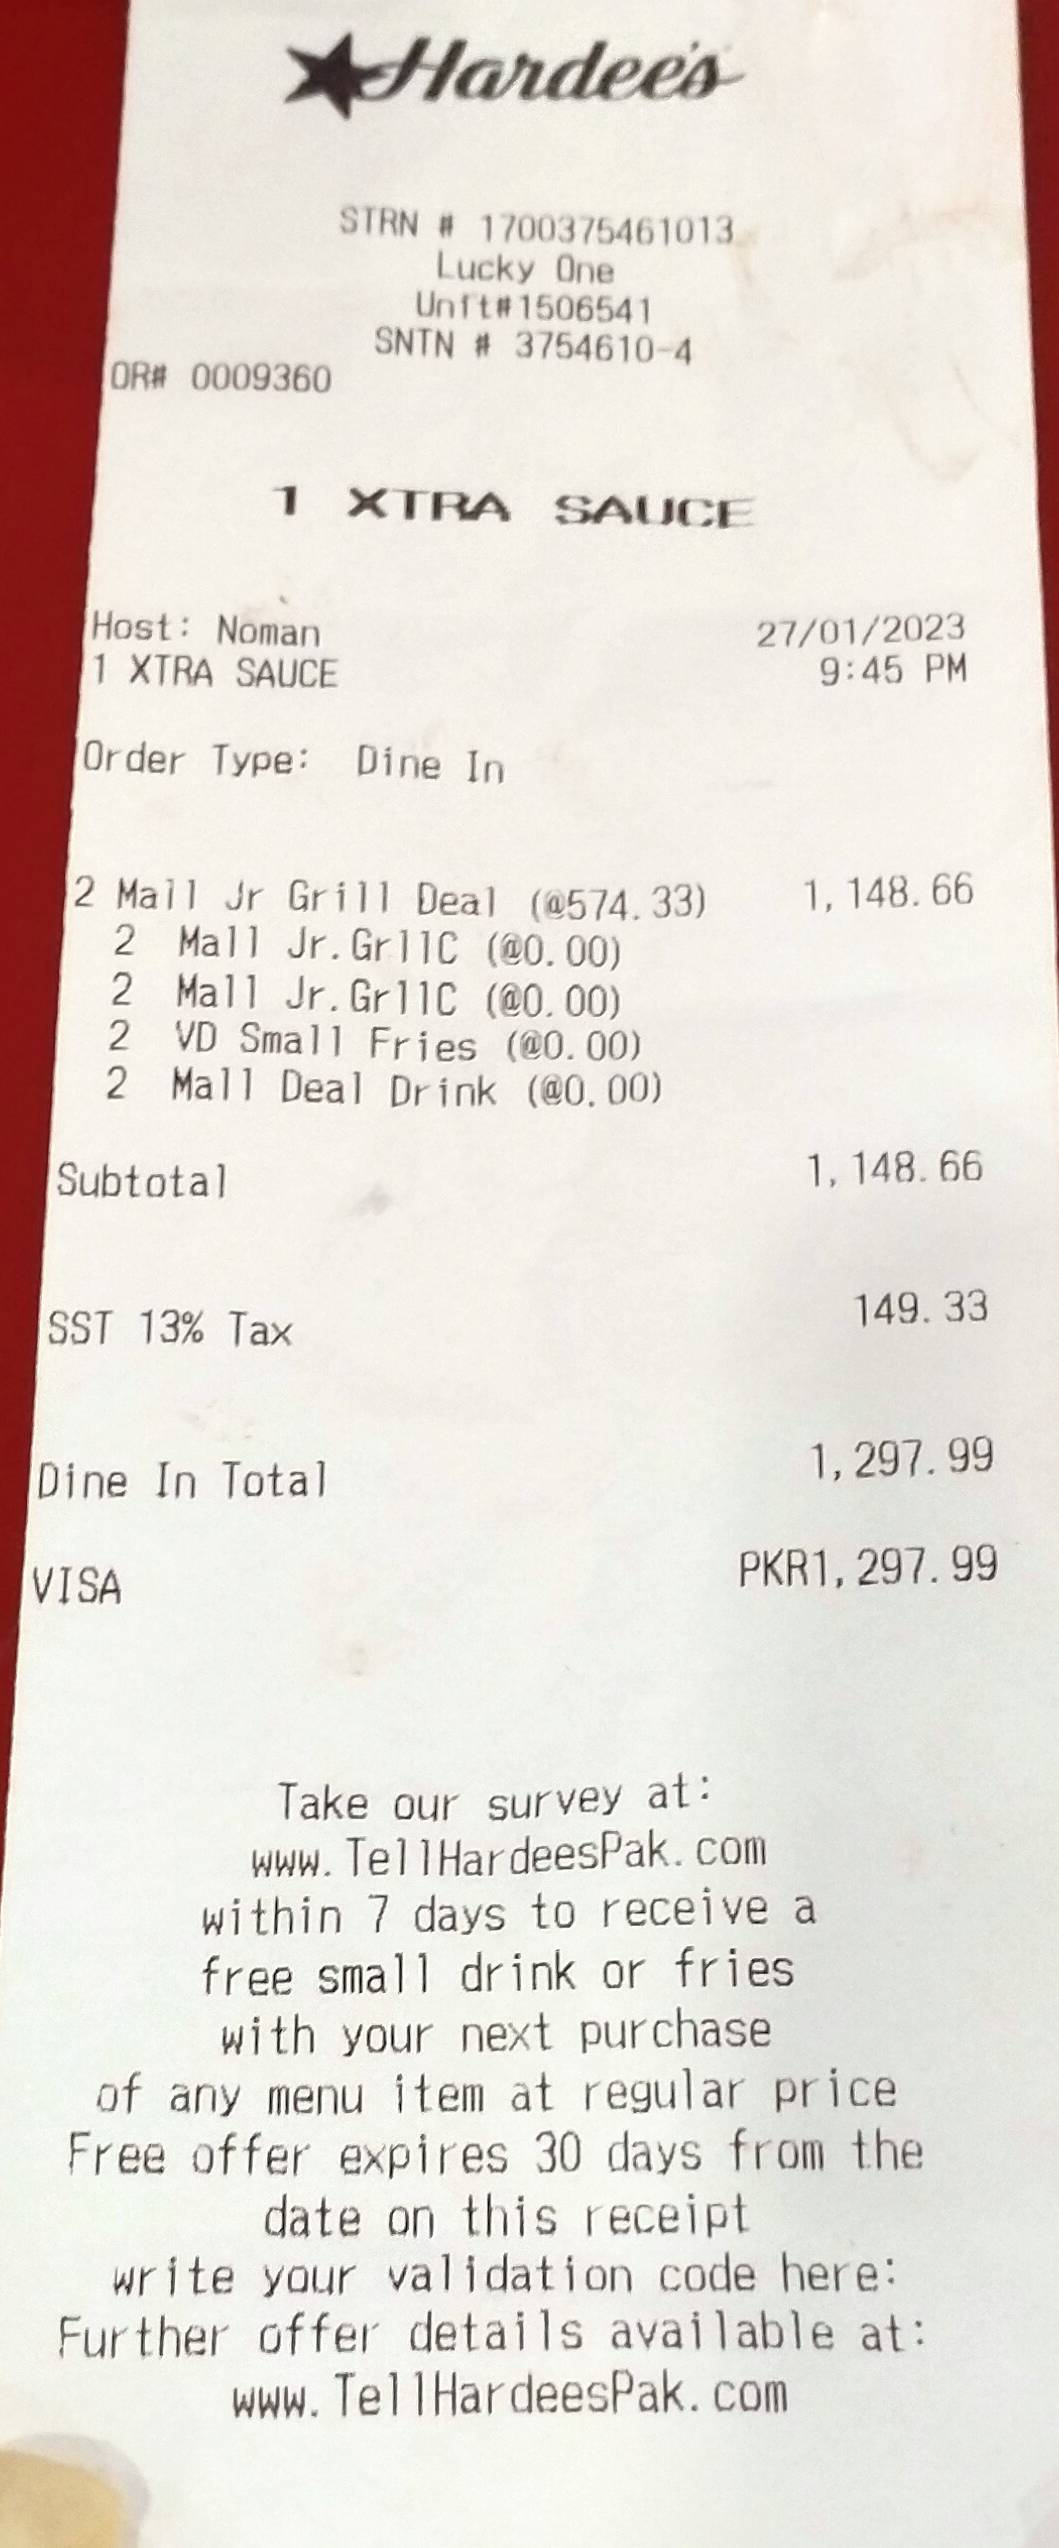 Hardee's
STRN # 1700375461013
Lucky One
Unit#1506541
SNTN # 3754610-4
OR# 0009360
1 XTRA SAUCE
Host: Noman 27/01/2023
1 XTRA SAUCE 9:45 PM
Order Type: Dine In
2 Mall Jr Grill Deal (@574.33) 1,148.66
2 Mall Jr.GrllC (@0.00)
2 Mall Jr.GrllC (@0.00)
2 VD Small Fries (@0.00)
2 Mall Deal Drink (@0.00)
Subtotal 1,148.66
SST 13% Tax 149.33
Dine In Total 1,297.99
VISA PKR1,297.99
Take our survey at:
www.TellHardeesPak.com
within 7 days to receive a
free small drink or fries
with your next purchase
of any menu item at regular price
Free offer expires 30 days from the
date on this receipt
write your validation code here:
Further offer details available at:
www.TellHardeesPak.com